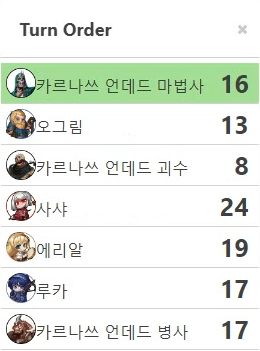 Turn Order ×
카르나쓰 언데드 마법사 16
오그림 13
카르나쓰 언데드 괴수 8
사샤 24
에리알 19
루카 17
카르나쓰 언데드 병사 17